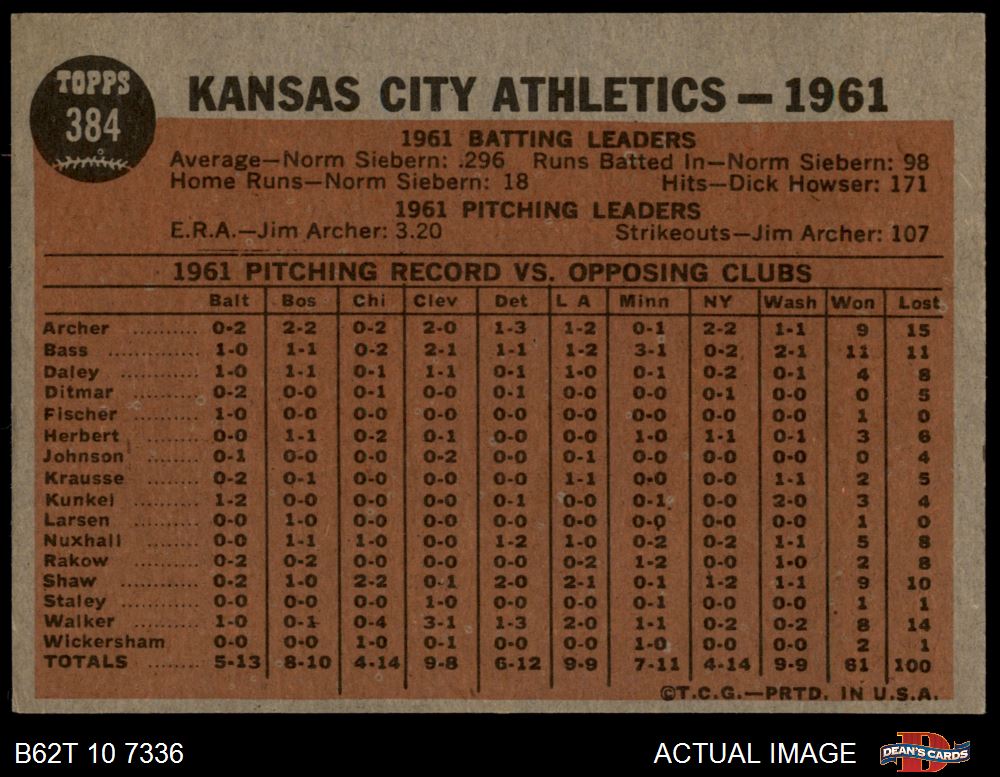 TOPPS
384
KANSAS CITY ATHLETICS — 1961
1961 BATTING LEADERS
Average—Norm Siebern: .296 Runs Batted In—Norm Siebern: 98
Home Runs—Norm Siebern: 18 Hits—Dick Howser: 171
1961 PITCHING LEADERS
E.R.A.—Jim Archer: 3.20 Strikeouts—Jim Archer: 107
1961 PITCHING RECORD VS. OPPOSING CLUBS
Balt Bos Chi Clev Det L A Minn NY Wash Won Lost
Archer .......... 0-2 2-2 0-2 2-0 1-3 1-2 0-1 2-2 1-1 9 15
Bass .............. 1-0 1-1 0-2 2-1 1-1 1-2 3-1 0-2 2-1 11 11
Daley ............ 1-0 1-1 0-1 1-1 0-1 1-0 0-1 0-2 0-1 4 8
Ditmar .......... 0-2 0-0 0-1 0-0 0-1 0-0 0-0 0-1 0-0 0 5
Fischer .......... 1-0 0-0 0-0 0-0 0-0 0-0 0-0 0-0 0-0 1 0
Herbert ........ 0-0 1-1 0-2 0-1 0-0 0-0 1-0 1-1 0-1 3 6
Johnson ........ 0-1 0-0 0-0 0-2 0-0 0-1 0-0 0-0 0-0 0 4
Krausse ........ 0-2 0-1 0-0 0-0 0-0 1-1 0-0 0-0 1-1 2 5
Kunkel .......... 1-2 0-0 0-0 0-0 0-1 0-0 0-1 0-0 2-0 3 4
Larsen .......... 0-0 1-0 0-0 0-0 0-0 0-0 0-0 0-0 0-0 1 0
Nuxhall ........ 0-0 1-1 1-0 0-0 1-2 1-0 0-2 0-2 1-1 5 8
Rakow .......... 0-2 0-2 0-0 0-0 0-0 0-2 1-2 0-0 1-0 2 8
Shaw ............ 0-2 1-0 2-2 0-1 2-0 2-1 0-1 1-2 1-1 9 10
Staley ............ 0-0 0-0 0-0 1-0 0-0 0-0 0-1 0-0 0-0 1 1
Walker .......... 1-0 0-1 0-4 3-1 1-3 2-0 1-1 0-2 0-2 8 14
Wickersham 0-0 0-0 1-0 0-1 0-0 0-0 1-0 0-0 0-0 2 1
TOTALS ...... 5-13 8-10 4-14 9-8 6-12 9-9 7-11 4-14 9-9 61 100
©T.C.G.—PRTD. IN U.S.A.
B62T 10 7336 ACTUAL IMAGE DEAN'S CARDS